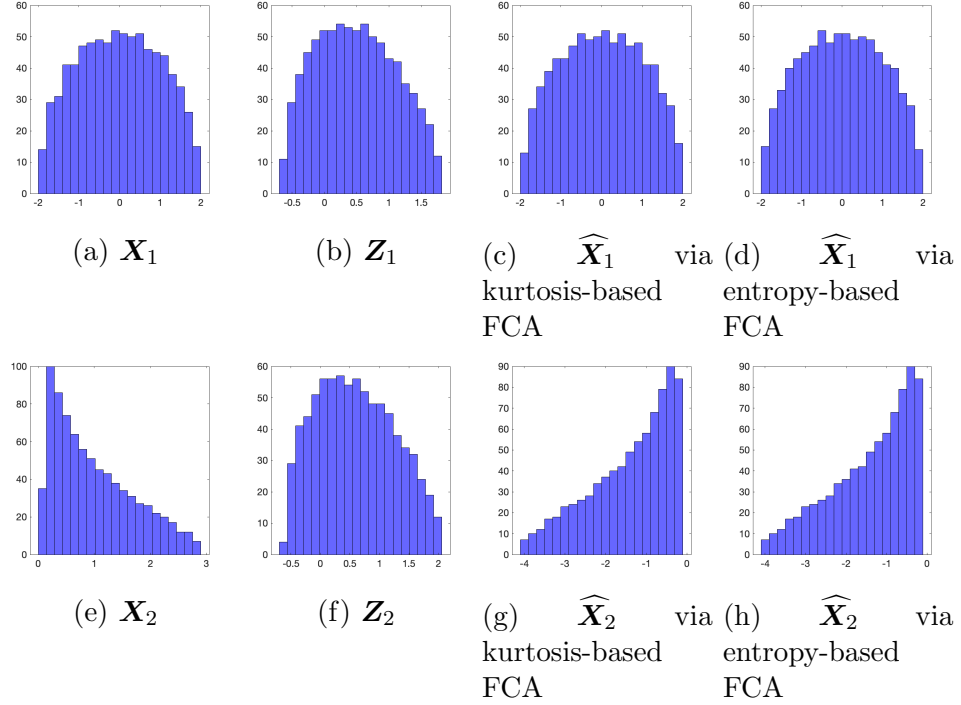 60
50
40
30
20
10
0
-2 -1 0 1 2
(a) X₁
60
50
40
30
20
10
0
-0.5 0 0.5 1 1.5
(b) Z₁
60
50
40
30
20
10
0
-2 -1 0 1 2
(c) X̂₁ via
kurtosis-based
FCA
60
50
40
30
20
10
0
-2 -1 0 1 2
(d) X̂₁ via
entropy-based
FCA
100
80
60
40
20
0
0 1 2 3
(e) X₂
60
50
40
30
20
10
0
-0.5 0 0.5 1 1.5 2
(f) Z₂
90
80
70
60
50
40
30
20
10
0
-4 -3 -2 -1 0
(g) X̂₂ via
kurtosis-based
FCA
90
80
70
60
50
40
30
20
10
0
-4 -3 -2 -1 0
(h) X̂₂ via
entropy-based
FCA